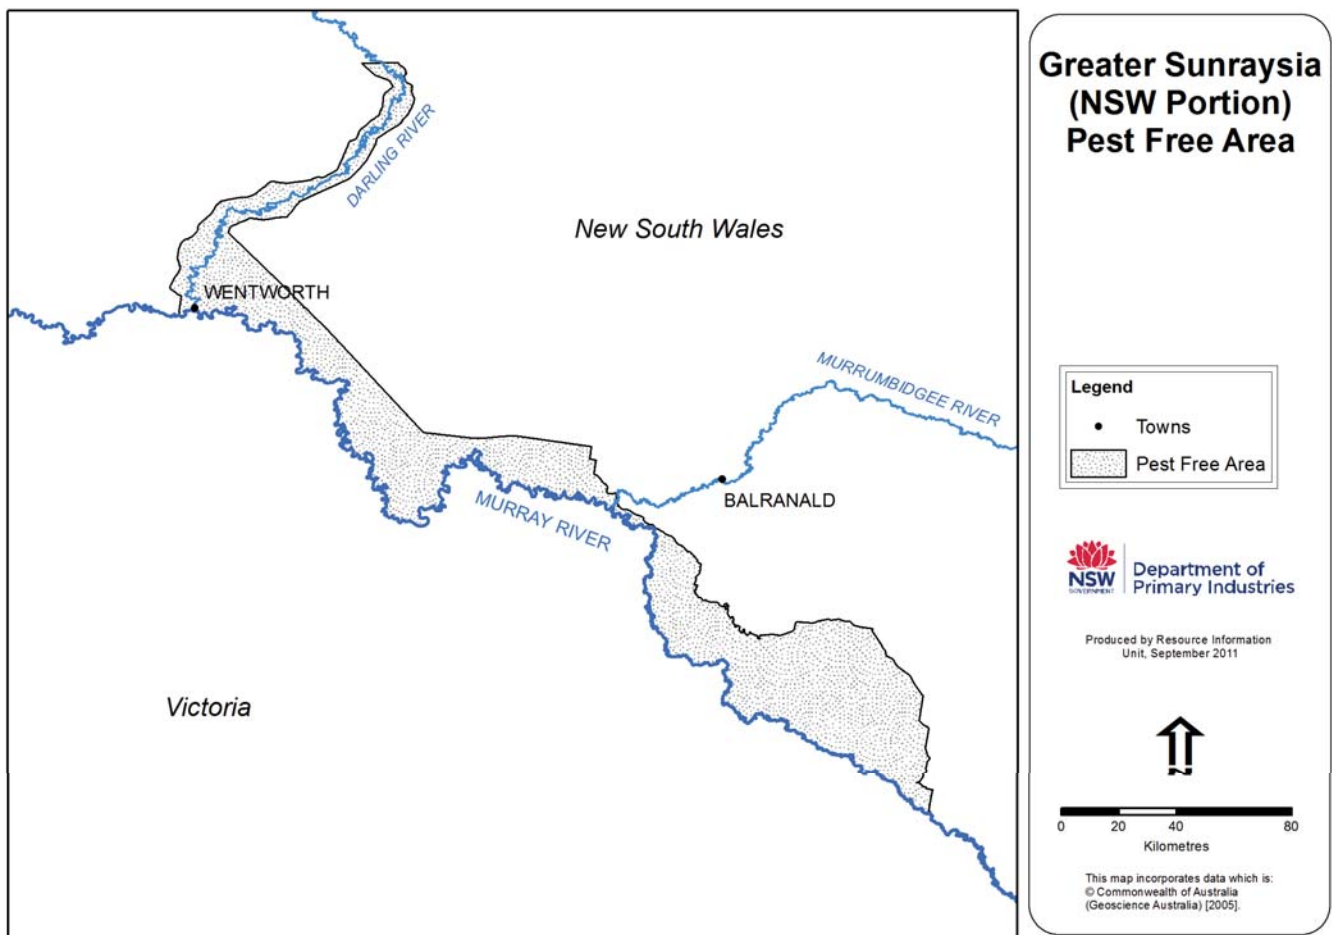 Greater Sunraysia
(NSW Portion)
Pest Free Area
DARLING RIVER
New South Wales
WENTWORTH
MURRUMBIDGEE RIVER
BALRANALD
MURRAY RIVER
Victoria
Legend
Towns
Pest Free Area
NSW
GOVERNMENT
Department of
Primary Industries
Produced by Resource Information
Unit, September 2011
0 20 40 80
Kilometres
This map incorporates data which is:
© Commonwealth of Australia
(Geoscience Australia) [2005].